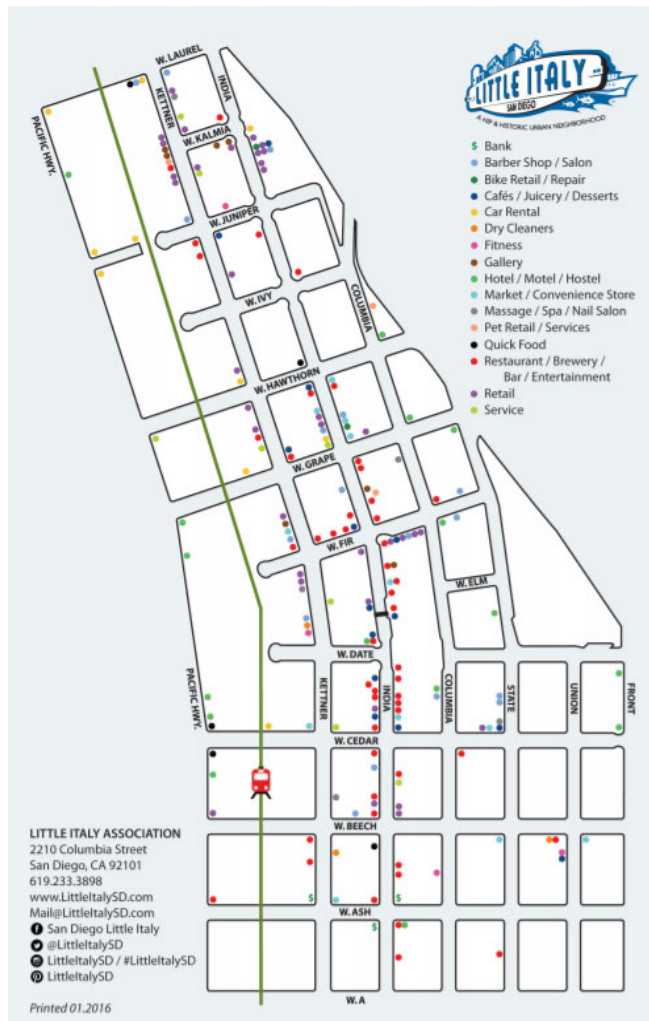 W. LAUREL
KETTNER
INDIA
W. KALMIA
PACIFIC HWY.
W. JUNIPER
W. IVY
COLUMBIA
W. HAWTHORN
W. GRAPE
W. FIR
W. ELM
W. DATE
PACIFIC HWY.
KETTNER
INDIA
COLUMBIA
STATE
UNION
FRONT
W. CEDAR
W. BEECH
W. ASH
W. A
LITTLE ITALY
SAN DIEGO
A HIP & HISTORIC URBAN NEIGHBORHOOD
$ Bank
Barber Shop / Salon
Bike Retail / Repair
Cafés / Juicery / Desserts
Car Rental
Dry Cleaners
Fitness
Gallery
Hotel / Motel / Hostel
Market / Convenience Store
Massage / Spa / Nail Salon
Pet Retail / Services
Quick Food
Restaurant / Brewery /
Bar / Entertainment
Retail
Service
$
$
$
LITTLE ITALY ASSOCIATION
2210 Columbia Street
San Diego, CA 92101
619.233.3898
www.LittleItalySD.com
Mail@LittleItalySD.com
San Diego Little Italy
@LittleItalySD
LittleItalySD / #LittleItalySD
LittleItalySD
Printed 01.2016